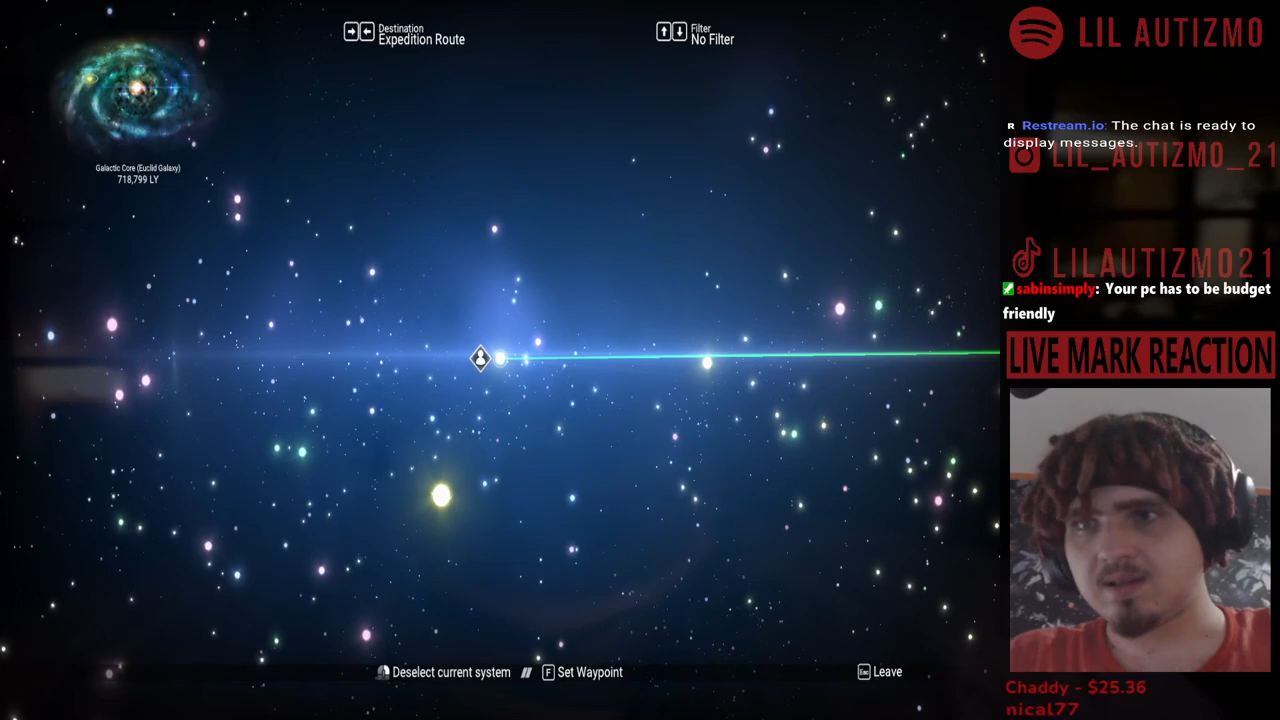 Destination
Expedition Route
Filter
No Filter
Galactic Core (Euclid Galaxy)
718,799 LY
Deselect current system // F Set Waypoint
Esc Leave
LIL AUTIZMO
R Restream.io: The chat is ready to
display messages.
LIL_AUTIZMO_21
LILAUTIZMO21
sabinsimply: Your pc has to be budget
friendly
LIVE MARK REACTION
Chaddy - $25.36
nical77